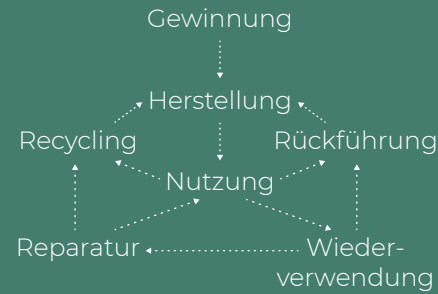 Gewinnung
Herstellung
Recycling
Rückführung
Nutzung
Reparatur
Wieder-
verwendung